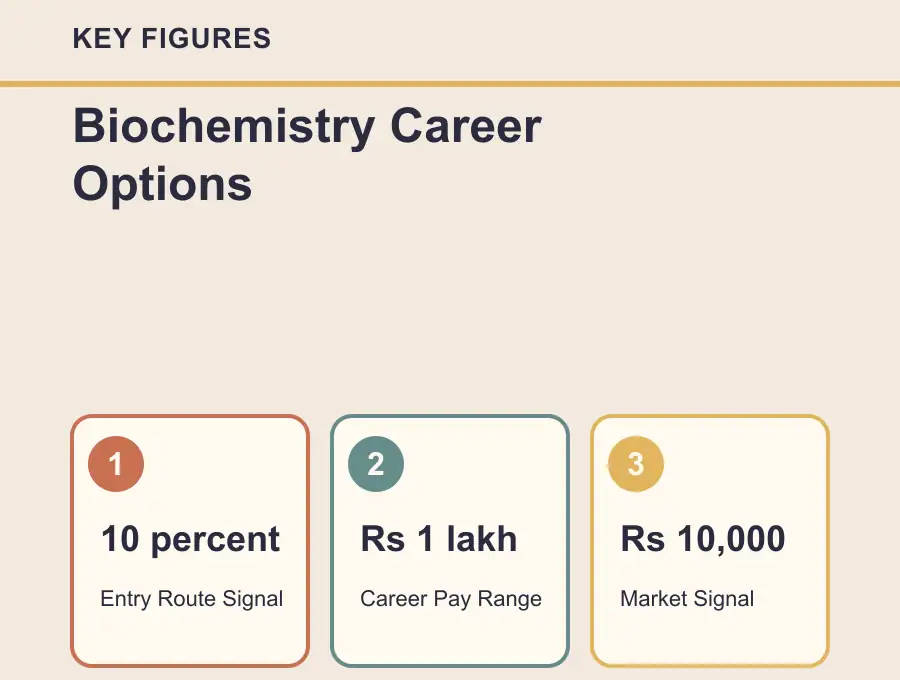 KEY FIGURES
Biochemistry Career
Options
1
10 percent
Entry Route Signal
2
Rs 1 lakh
Career Pay Range
3
Rs 10,000
Market Signal